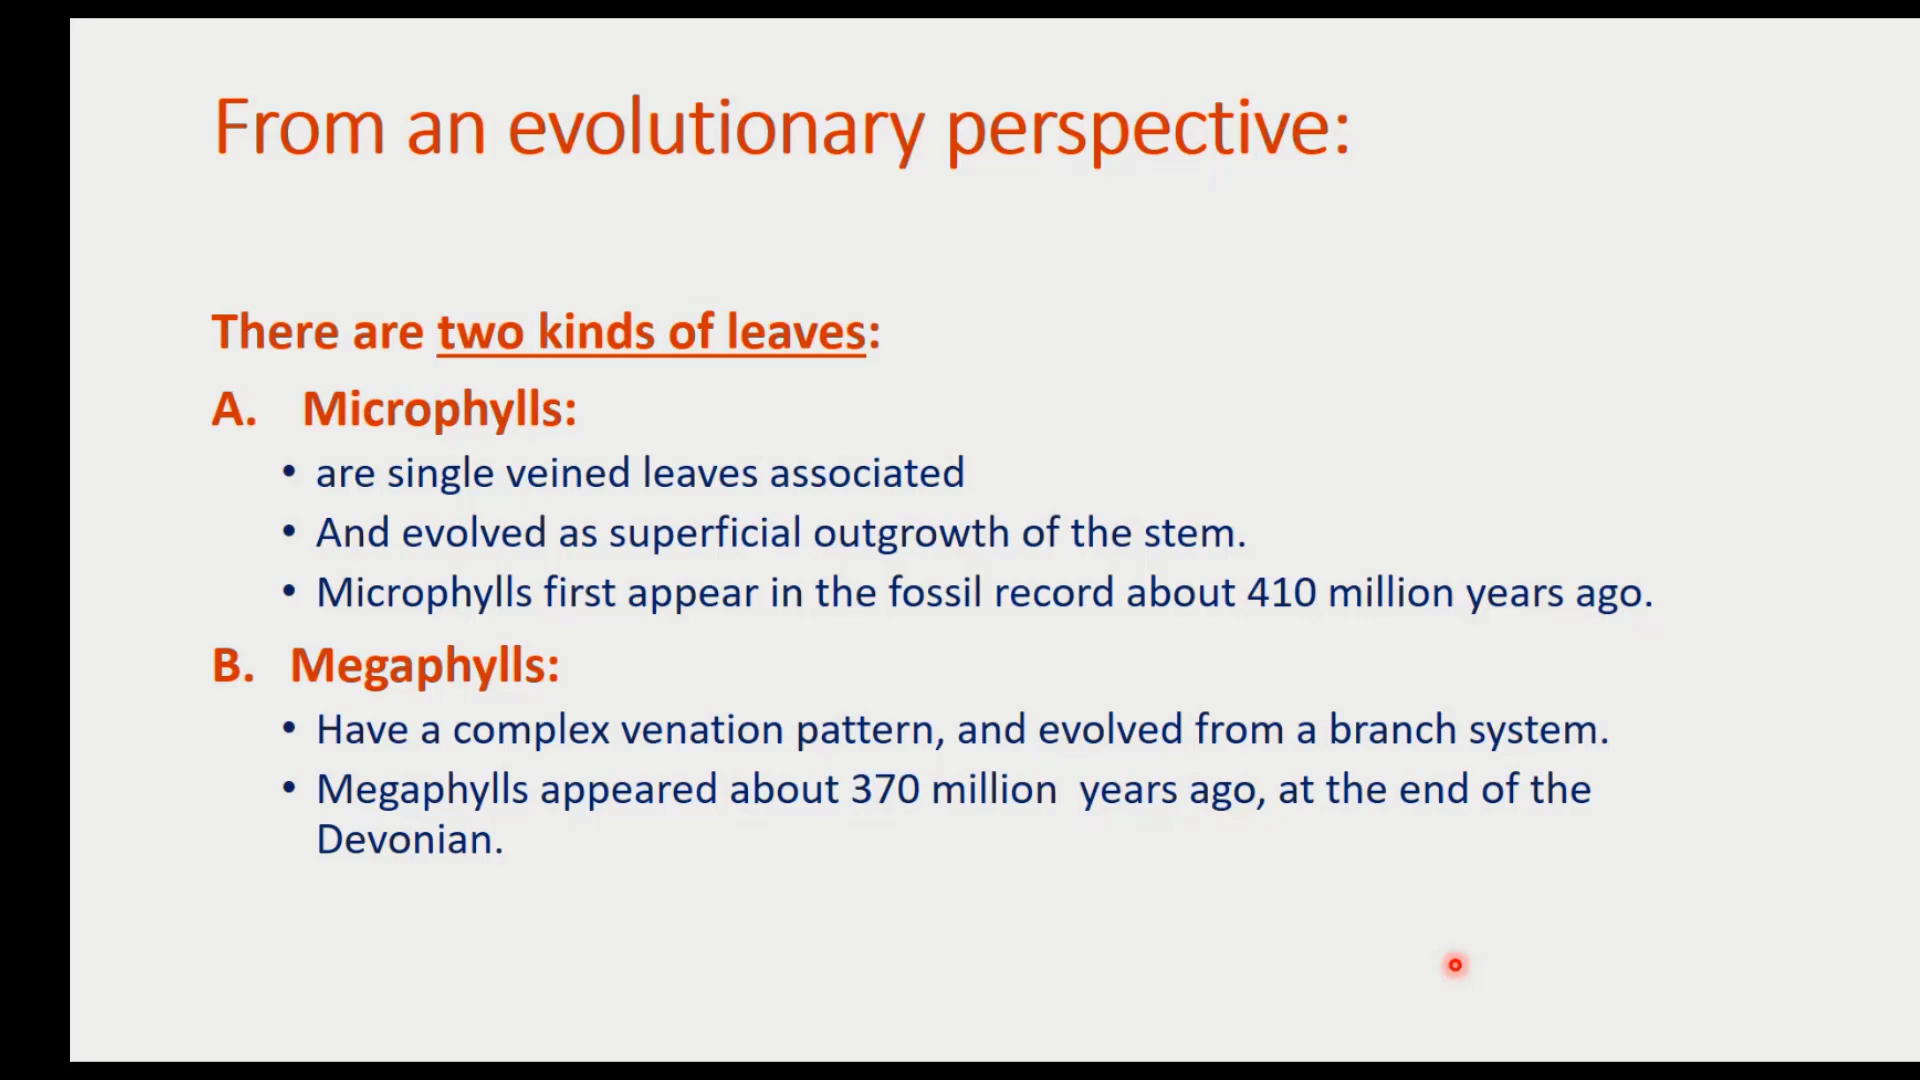 From an evolutionary perspective:
There are two kinds of leaves:
A. Microphylls:
• are single veined leaves associated
• And evolved as superficial outgrowth of the stem.
• Microphylls first appear in the fossil record about 410 million years ago.
B. Megaphylls:
• Have a complex venation pattern, and evolved from a branch system.
• Megaphylls appeared about 370 million  years ago, at the end of the
Devonian.